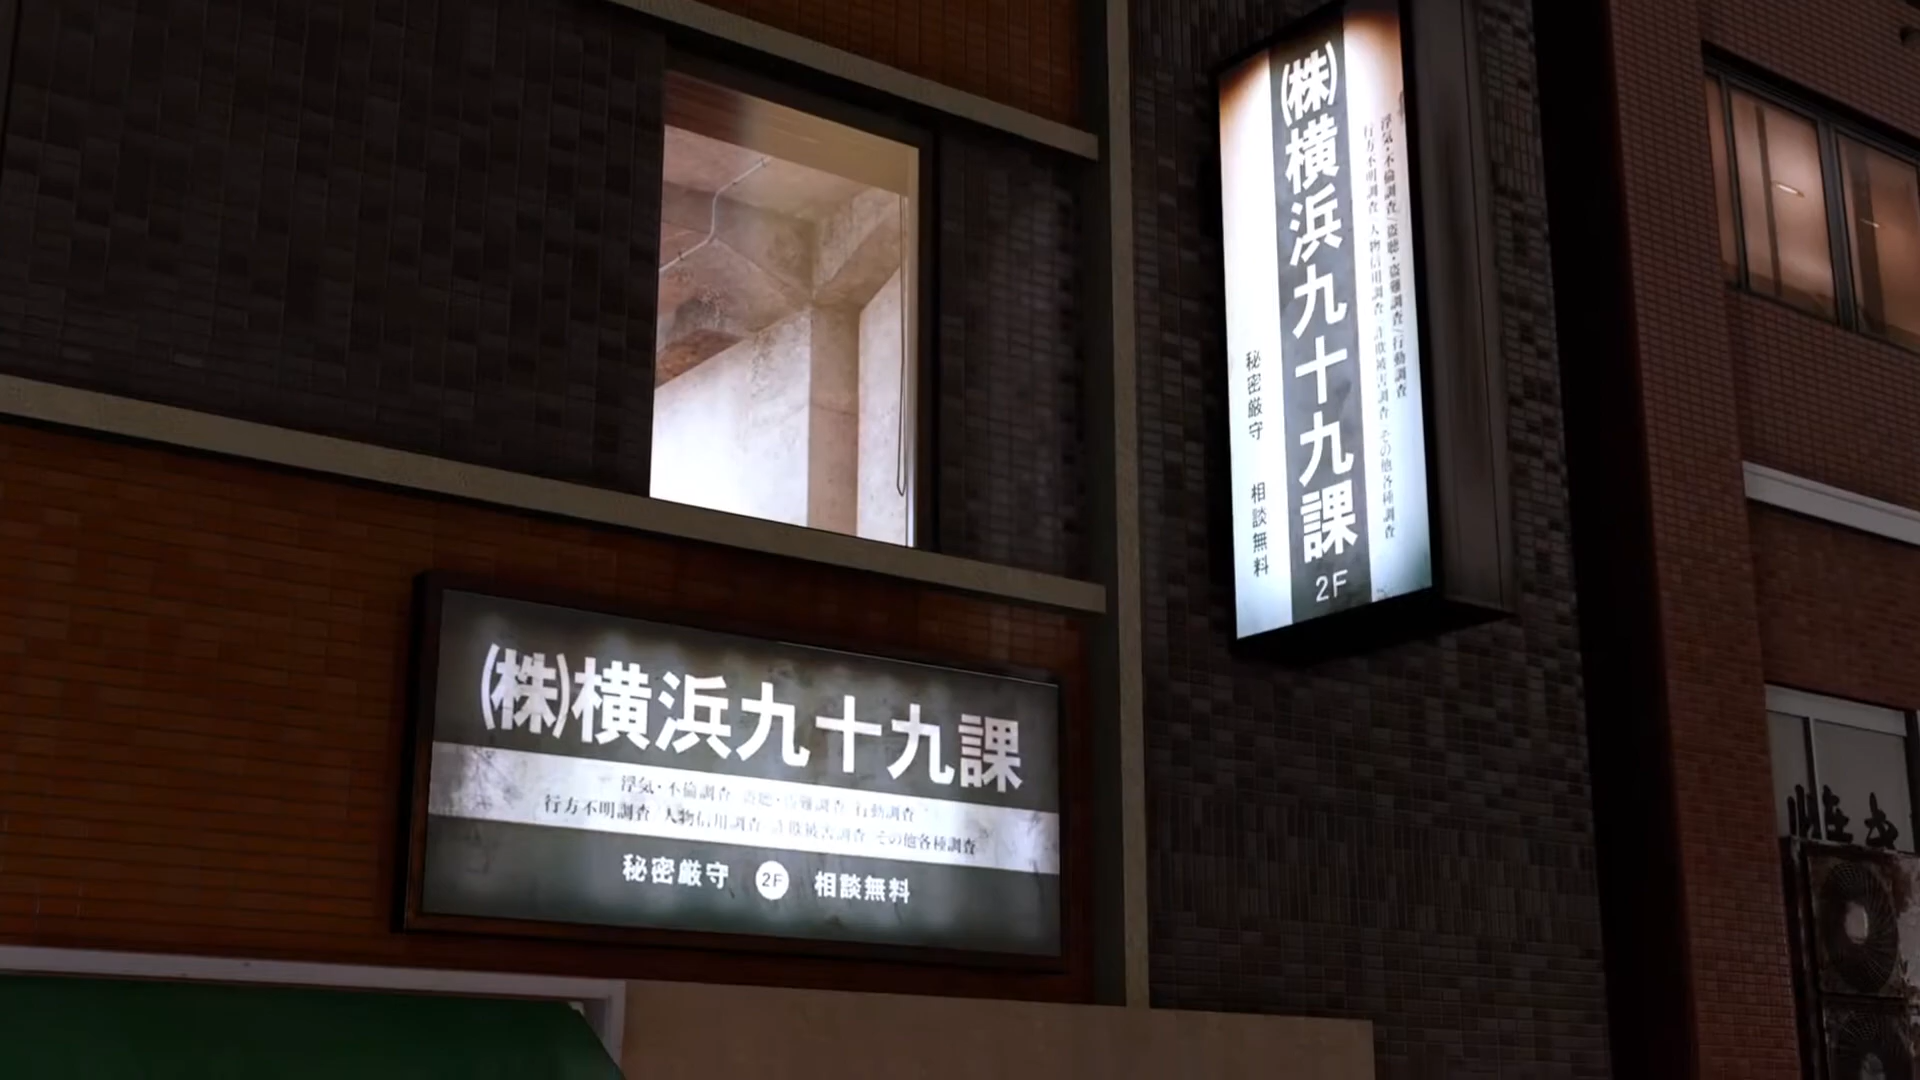 ㈱横浜九十九課
浮気・不倫調査 盗聴・盗難調査 行動調査
行方不明調査 人物信用調査 詐欺被害調査 その他各種調査
秘密厳守 2F 相談無料
㈱横浜九十九課
2F
浮気・不倫調査/盗聴・盗難調査/行動調査
行方不明調査 人物信用調査 詐欺被害調査 その他各種調査
秘密厳守 相談無料